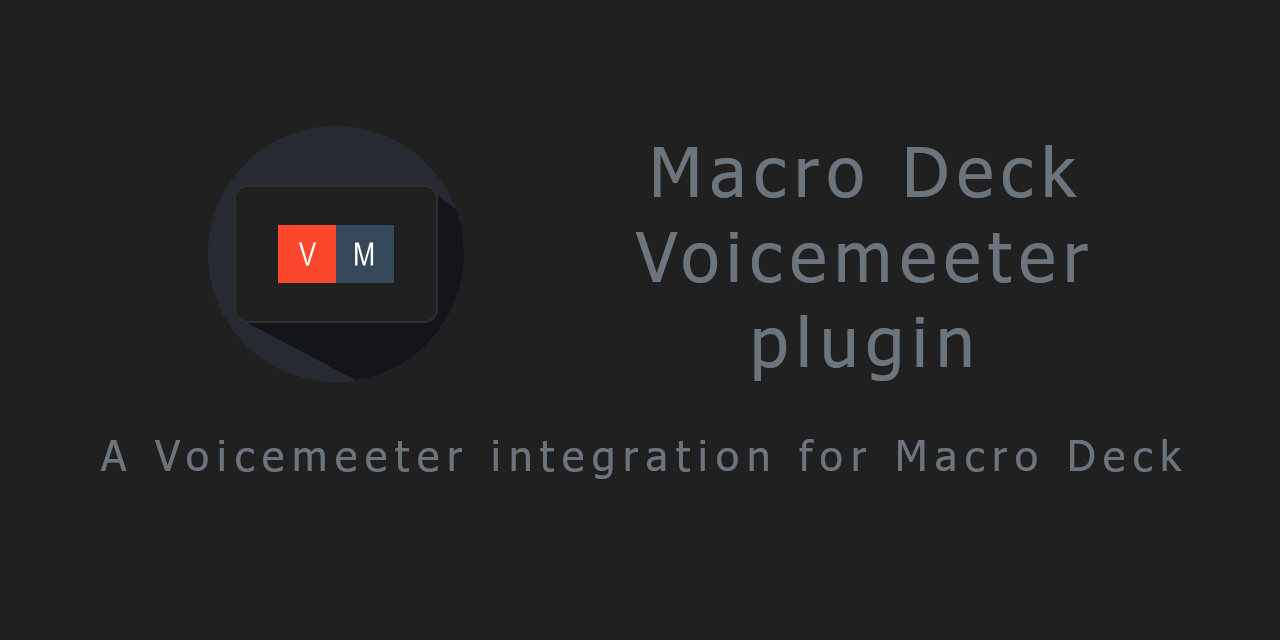 V M
Macro Deck
Voicemeeter
plugin
A Voicemeeter integration for Macro Deck